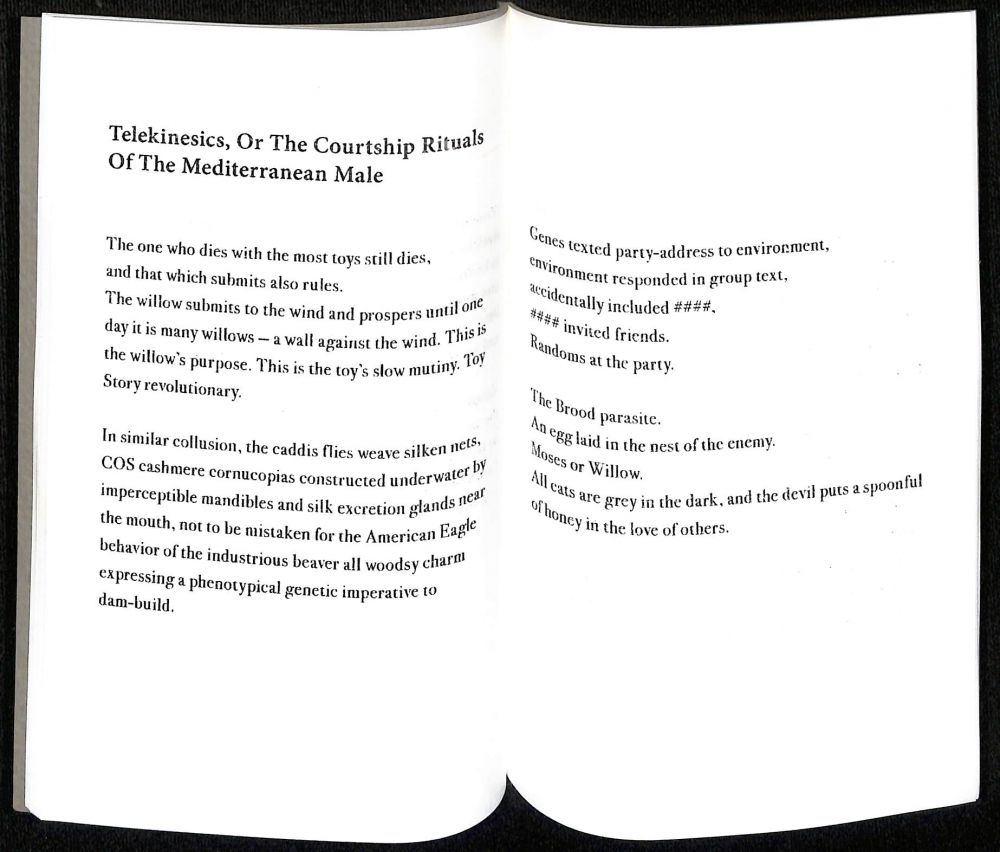 Telekinesics, Or The Courtship Rituals
Of The Mediterranean Male
The one who dies with the most toys still dies,
and that which submits also rules.
The willow submits to the wind and prospers until one
day it is many willows – a wall against the wind. This is
the willow's purpose. This is the toy's slow mutiny. Toy
Story revolutionary.
In similar collusion, the caddis flies weave silken nets,
COS cashmere cornucopias constructed underwater by
imperceptible mandibles and silk excretion glands near
the mouth, not to be mistaken for the American Eagle
behavior of the industrious beaver all woodsy charm
expressing a phenotypical genetic imperative to
dam-build.
Genes texted party-address to environment,
environment responded in group text,
accidentally included ####,
#### invited friends.
Randoms at the party.
The Brood parasite.
An egg laid in the nest of the enemy.
Moses or Willow.
All cats are grey in the dark, and the devil puts a spoonful
of honey in the love of others.